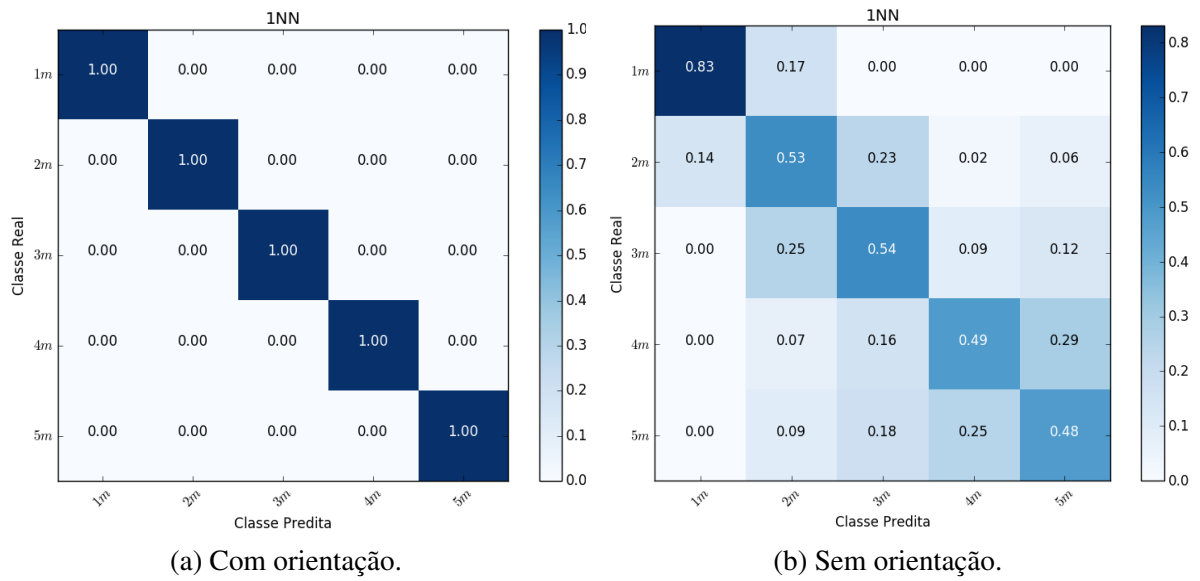 1NN
1m 1.00 0.00 0.00 0.00 0.00
2m 0.00 1.00 0.00 0.00 0.00
3m 0.00 0.00 1.00 0.00 0.00
4m 0.00 0.00 0.00 1.00 0.00
5m 0.00 0.00 0.00 0.00 1.00
1m 2m 3m 4m 5m
Classe Real
Classe Predita
1.0
0.9
0.8
0.7
0.6
0.5
0.4
0.3
0.2
0.1
0.0
(a) Com orientação.
1NN
1m 0.83 0.17 0.00 0.00 0.00
2m 0.14 0.53 0.23 0.02 0.06
3m 0.00 0.25 0.54 0.09 0.12
4m 0.00 0.07 0.16 0.49 0.29
5m 0.00 0.09 0.18 0.25 0.48
1m 2m 3m 4m 5m
Classe Real
Classe Predita
0.8
0.7
0.6
0.5
0.4
0.3
0.2
0.1
0.0
(b) Sem orientação.